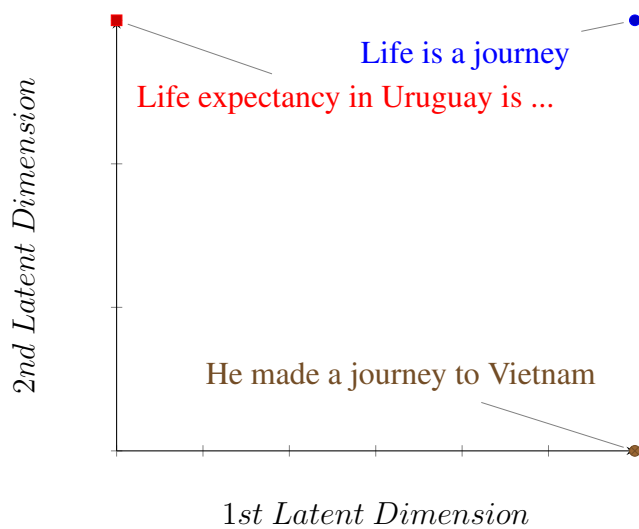 Life is a journey
Life expectancy in Uruguay is ...
2nd Latent Dimension
He made a journey to Vietnam
1st Latent Dimension